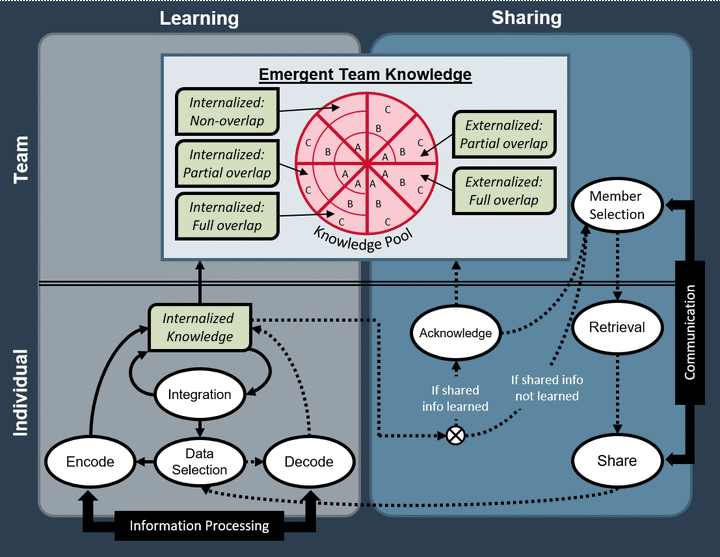 Learning
Sharing
Team
Individual
Emergent Team Knowledge
Internalized:
Non-overlap
Internalized:
Partial overlap
Internalized:
Full overlap
Externalized:
Partial overlap
Externalized:
Full overlap
C
B
C
B
A
A
C
B
A
A
B
C
C
B
A
A
B
C
B
C
Knowledge Pool
Member
Selection
Internalized
Knowledge
Acknowledge
Retrieval
Communication
Integration
If shared
info learned
If shared info
not learned
Encode
Data
Selection
Decode
Share
Information Processing